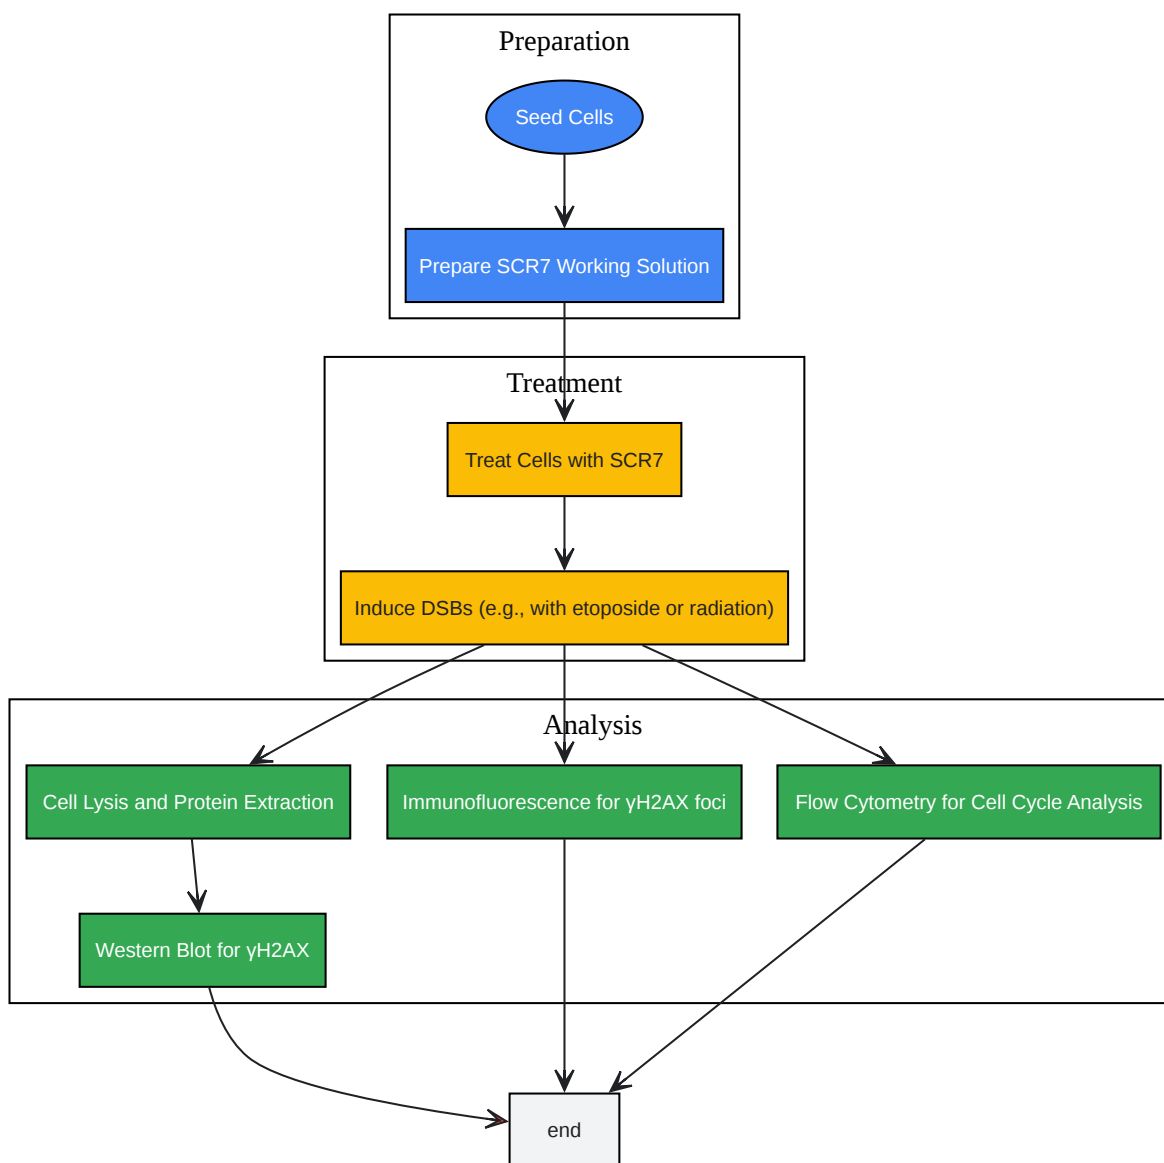 Preparation
Seed Cells
Prepare SCR7 Working Solution
Treatment
Treat Cells with SCR7
Induce DSBs (e.g., with etoposide or radiation)
Analysis
Cell Lysis and Protein Extraction
Immunofluorescence for γH2AX foci
Flow Cytometry for Cell Cycle Analysis
Western Blot for γH2AX
end